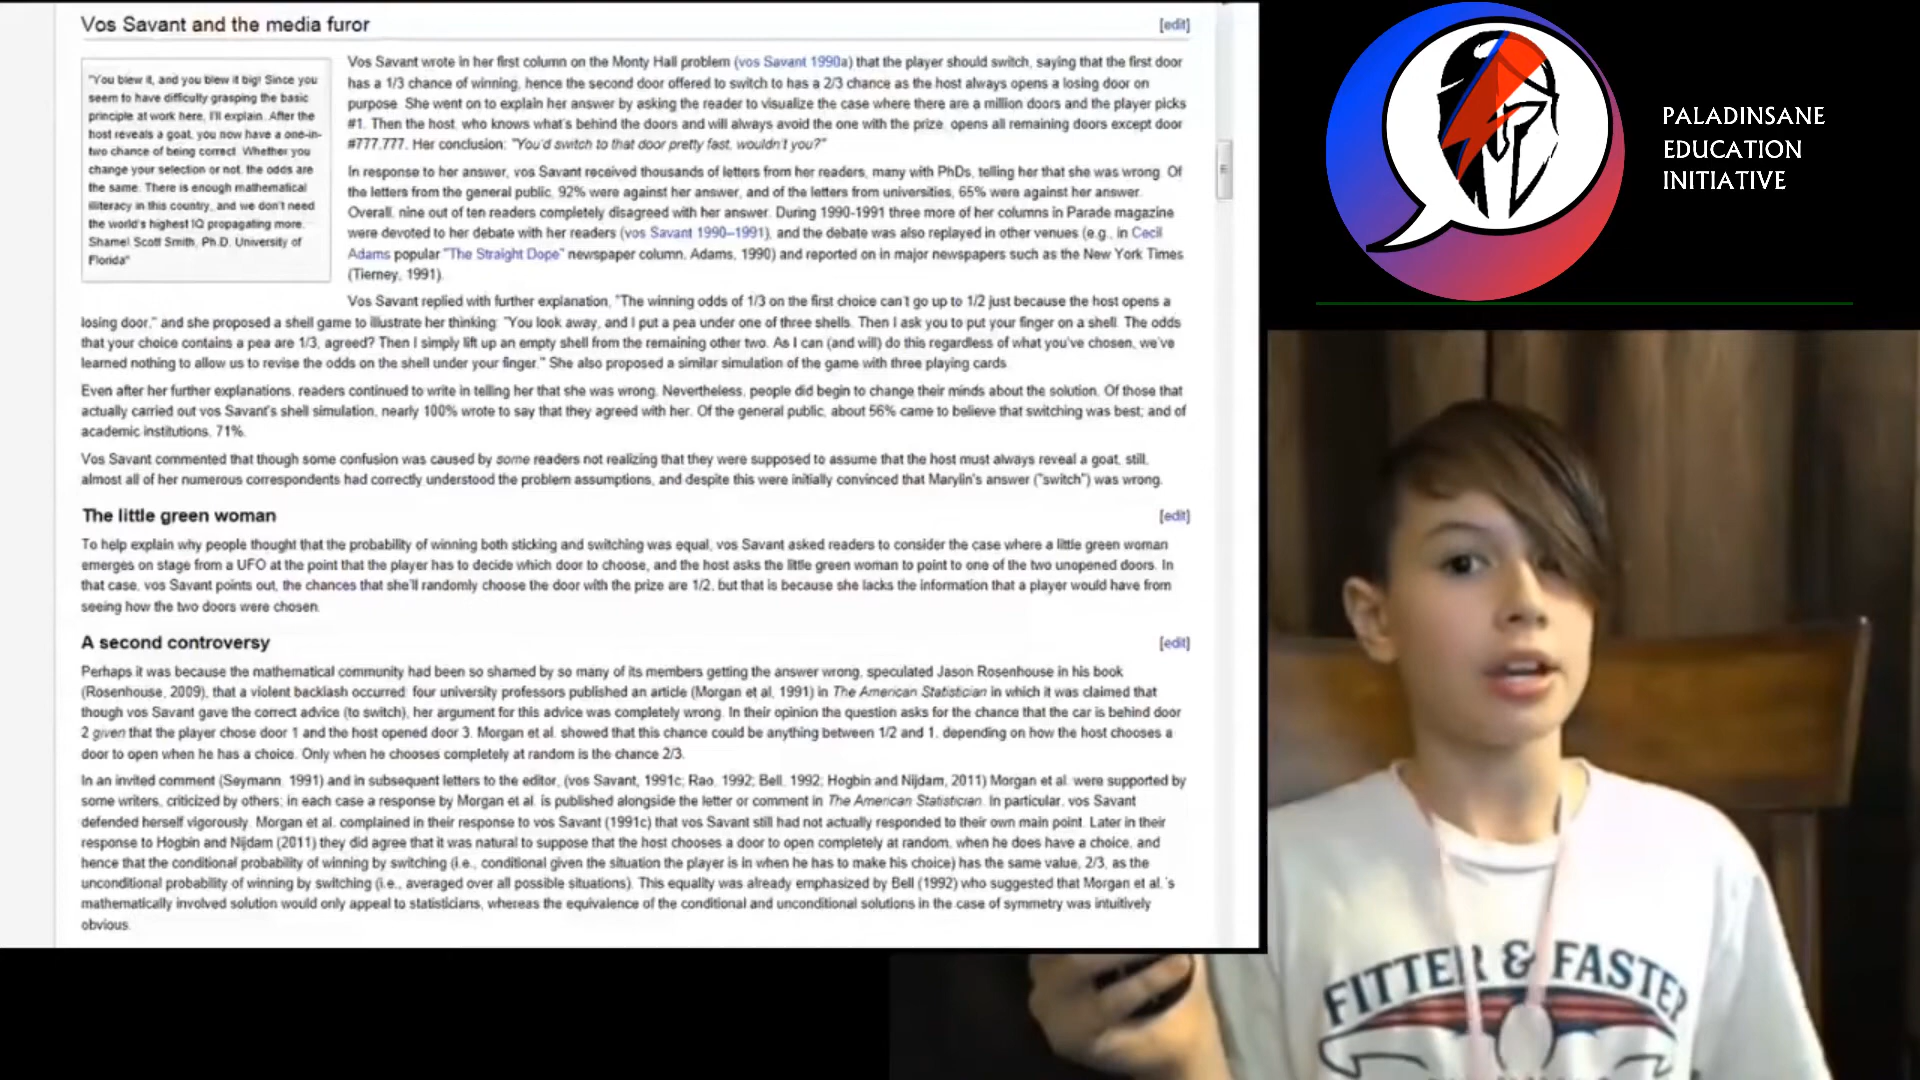 Vos Savant and the media furor
[edit]
"You blew it, and you blew it big! Since you
seem to have difficulty grasping the basic
principle at work here, I'll explain. After the
host reveals a goat, you now have a one-in-
two chance of being correct. Whether you
change your selection or not, the odds are
the same. There is enough mathematical
illiteracy in this country, and we don't need
the world's highest IQ propagating more.
Shame! Scott Smith, Ph.D. University of
Florida"
Vos Savant wrote in her first column on the Monty Hall problem (vos Savant 1990a) that the player should switch, saying that the first door
has a 1/3 chance of winning, hence the second door offered to switch to has a 2/3 chance as the host always opens a losing door on
purpose. She went on to explain her answer by asking the reader to visualize the case where there are a million doors and the player picks
#1. Then the host, who knows what's behind the doors and will always avoid the one with the prize, opens all remaining doors except door
#777,777. Her conclusion: "You'd switch to that door pretty fast, wouldn't you?"
In response to her answer, vos Savant received thousands of letters from her readers, many with PhDs, telling her that she was wrong. Of
the letters from the general public, 92% were against her answer, and of the letters from universities, 65% were against her answer.
Overall, nine out of ten readers completely disagreed with her answer. During 1990-1991 three more of her columns in Parade magazine
were devoted to her debate with her readers (vos Savant 1990–1991), and the debate was also replayed in other venues (e.g., in Cecil
Adams popular "The Straight Dope" newspaper column, Adams, 1990) and reported on in major newspapers such as the New York Times
(Tierney, 1991).
Vos Savant replied with further explanation, "The winning odds of 1/3 on the first choice can't go up to 1/2 just because the host opens a
losing door," and she proposed a shell game to illustrate her thinking: "You look away, and I put a pea under one of three shells. Then I ask you to put your finger on a shell. The odds
that your choice contains a pea are 1/3, agreed? Then I simply lift up an empty shell from the remaining other two. As I can (and will) do this regardless of what you've chosen, we've
learned nothing to allow us to revise the odds on the shell under your finger." She also proposed a similar simulation of the game with three playing cards.
Even after her further explanations, readers continued to write in telling her that she was wrong. Nevertheless, people did begin to change their minds about the solution. Of those that
actually carried out vos Savant's shell simulation, nearly 100% wrote to say that they agreed with her. Of the general public, about 56% came to believe that switching was best; and of
academic institutions, 71%.
Vos Savant commented that though some confusion was caused by some readers not realizing that they were supposed to assume that the host must always reveal a goat, still,
almost all of her numerous correspondents had correctly understood the problem assumptions, and despite this were initially convinced that Marylin's answer ("switch") was wrong.
The little green woman
[edit]
To help explain why people thought that the probability of winning both sticking and switching was equal, vos Savant asked readers to consider the case where a little green woman
emerges on stage from a UFO at the point that the player has to decide which door to choose, and the host asks the little green woman to point to one of the two unopened doors. In
that case, vos Savant points out, the chances that she'll randomly choose the door with the prize are 1/2, but that is because she lacks the information that a player would have from
seeing how the two doors were chosen.
A second controversy
[edit]
Perhaps it was because the mathematical community had been so shamed by so many of its members getting the answer wrong, speculated Jason Rosenhouse in his book
(Rosenhouse, 2009), that a violent backlash occurred: four university professors published an article (Morgan et al, 1991) in The American Statistician in which it was claimed that
though vos Savant gave the correct advice (to switch), her argument for this advice was completely wrong. In their opinion the question asks for the chance that the car is behind door
2 given that the player chose door 1 and the host opened door 3. Morgan et al. showed that this chance could be anything between 1/2 and 1, depending on how the host chooses a
door to open when he has a choice. Only when he chooses completely at random is the chance 2/3.
In an invited comment (Seymann, 1991) and in subsequent letters to the editor, (vos Savant, 1991c; Rao, 1992; Bell, 1992; Hogbin and Nijdam, 2011) Morgan et al. were supported by
some writers, criticized by others; in each case a response by Morgan et al. is published alongside the letter or comment in The American Statistician. In particular, vos Savant
defended herself vigorously. Morgan et al. complained in their response to vos Savant (1991c) that vos Savant still had not actually responded to their own main point. Later in their
response to Hogbin and Nijdam (2011) they did agree that it was natural to suppose that the host chooses a door to open completely at random, when he does have a choice, and
hence that the conditional probability of winning by switching (i.e., conditional given the situation the player is in when he has to make his choice) has the same value, 2/3, as the
unconditional probability of winning by switching (i.e., averaged over all possible situations). This equality was already emphasized by Bell (1992) who suggested that Morgan et al.'s
mathematically involved solution would only appeal to statisticians, whereas the equivalence of the conditional and unconditional solutions in the case of symmetry was intuitively
obvious.
PALADINSANE
EDUCATION
INITIATIVE
FITTER & FASTER